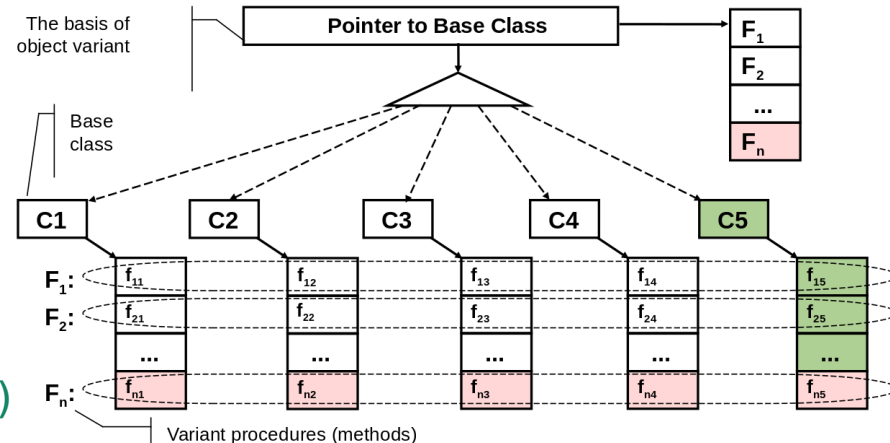 The basis of
object variant
Pointer to Base Class
F1
F2
...
Fn
Base
class
C1 C2 C3 C4 C5
F1: f11 f12 f13 f14 f15
F2: f21 f22 f23 f24 f25
... ... ... ... ...
) Fn: fn1 fn2 fn3 fn4 fn5
Variant procedures (methods)